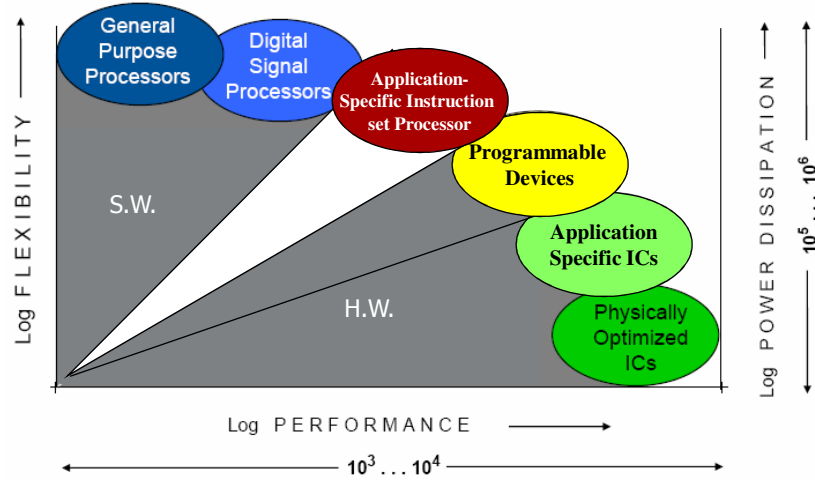 General
Purpose
Processors
Digital
Signal
Processors
Application-
Specific Instruction
set Processor
Programmable
Devices
Application
Specific ICs
Physically
Optimized
ICs
S.W.
H.W.
Log FLEXIBILITY
Log POWER DISSIPATION
10⁵ . . . 10⁶
Log PERFORMANCE
10³ . . . 10⁴